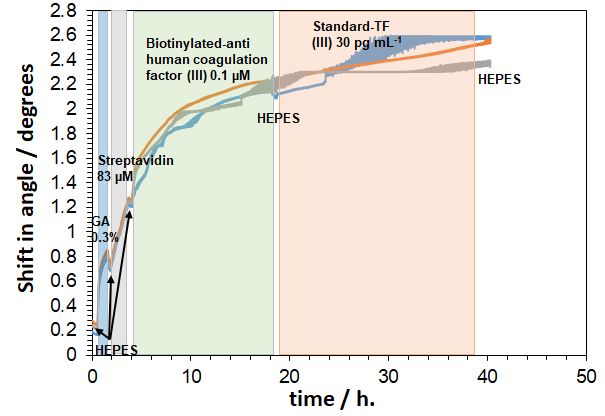 Shift in angle / degrees
2.8
2.6
2.4
2.2
2
1.8
1.6
1.4
1.2
1
0.8
0.6
0.4
0.2
0
Biotinylated-anti
human coagulation
factor (III) 0.1 µM
Standard-TF
(III) 30 pg mL-1
HEPES
HEPES
Streptavidin
83 µM
GA
0.3%
HEPES
0
10
20
30
40
50
time / h.